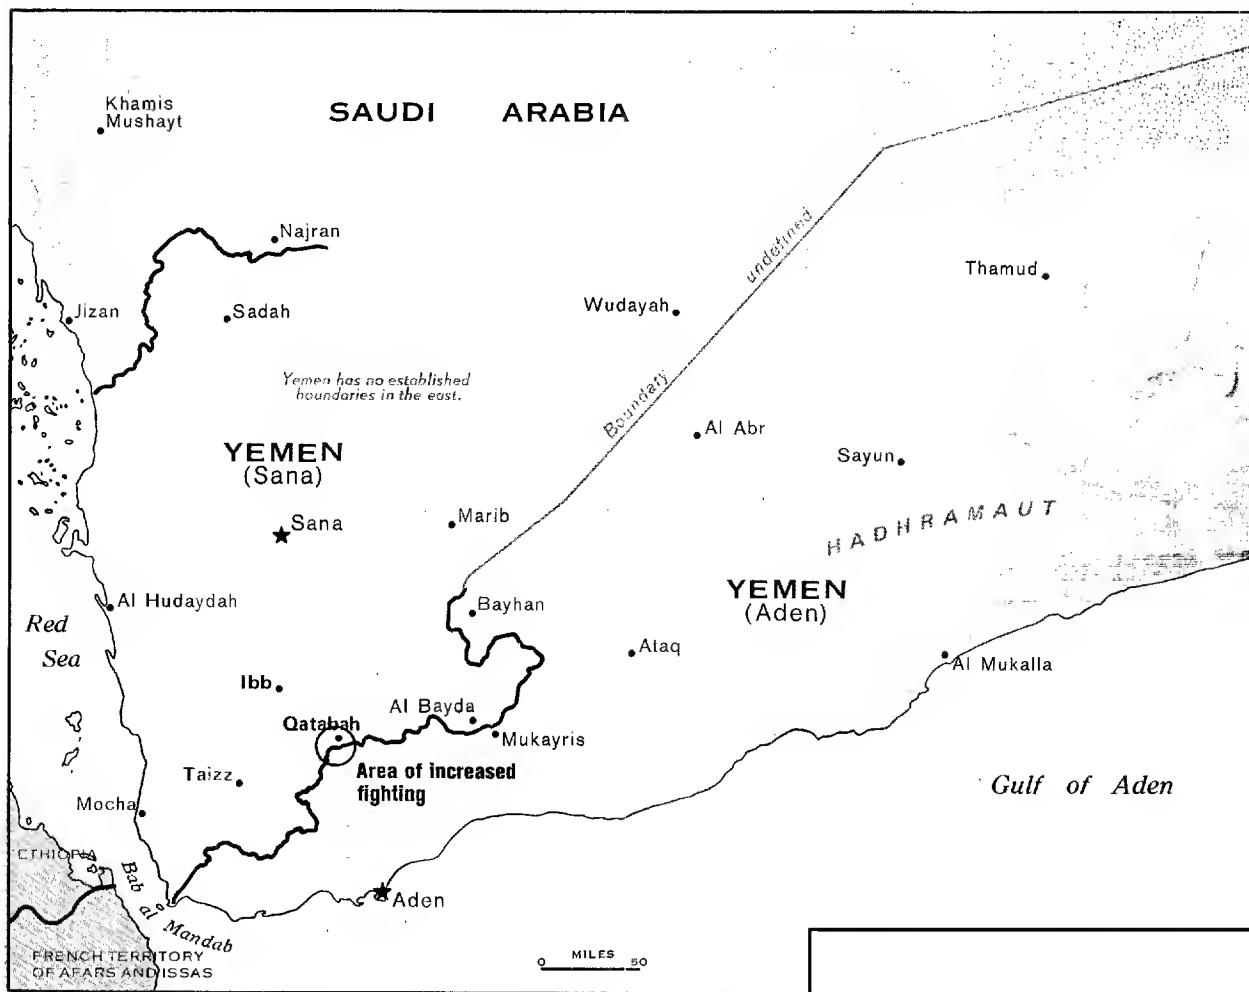 Khamis
Mushayt
SAUDI ARABIA
Najran
Jizan
Sadah
Wudayah
undefined
Thamud
Yemen has no established
boundaries in the east.
Boundary
YEMEN
(Sana)
Al Abr
Sayun
Sana
Marib
HADHRAMAUT
YEMEN
(Aden)
Al Hudaydah
Bayhan
Red
Sea
Ataq
Al Mukalla
Ibb
Al Bayda
Qatabah
Mukayris
Area of increased
fighting
Taizz
Mocha
Gulf of Aden
ETHIOPIA
Bab
al Mandab
Aden
FRENCH TERRITORY
OF AFARS AND ISSAS
0 MILES 50